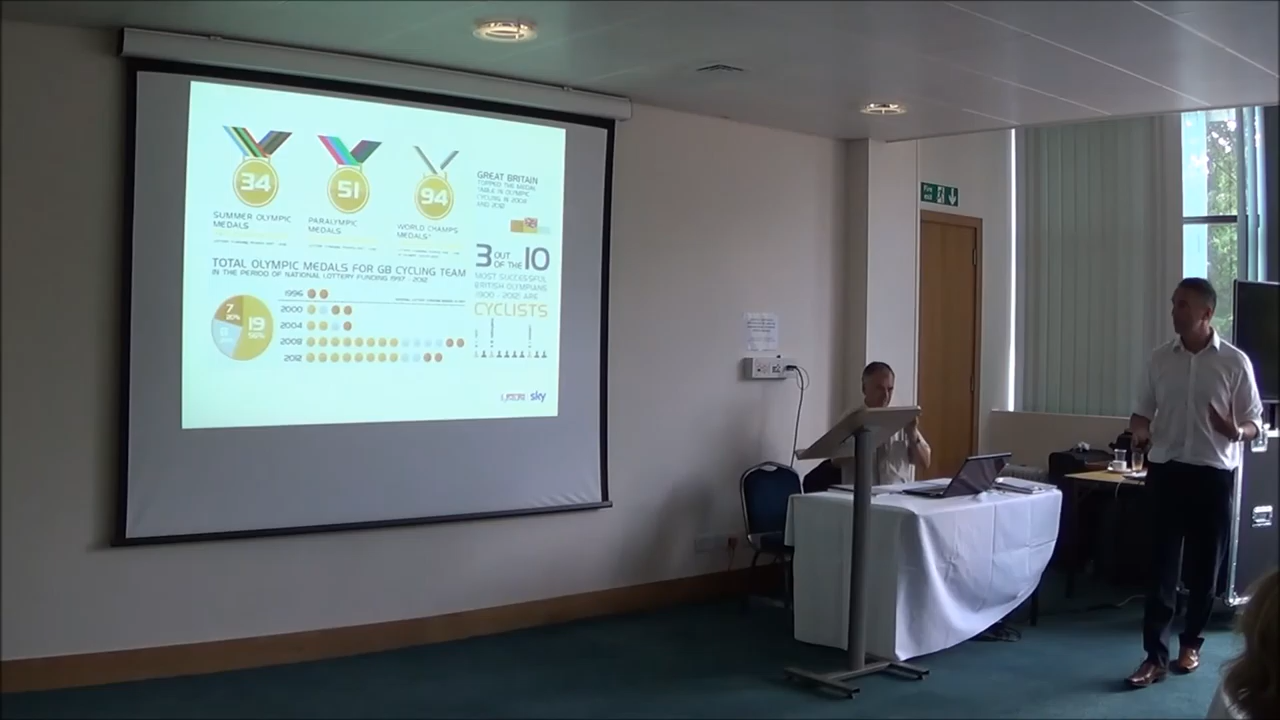 34
51
94
SUMMER OLYMPIC
MEDALS
PARALYMPIC
MEDALS
WORLD CHAMPS
MEDALS*
GREAT BRITAIN
TOPPED THE MEDAL
TABLE IN OLYMPIC
CYCLING IN 2008
AND 2012
3 OUT OF THE 10
MOST SUCCESSFUL
BRITISH OLYMPIANS
(1900 - 2012) ARE
CYCLISTS
TOTAL OLYMPIC MEDALS FOR GB CYCLING TEAM
IN THE PERIOD OF NATIONAL LOTTERY FUNDING 1997 - 2012
7
20%
19
56%
8
1996
2000
2004
2008
2012
sky
Fire
exit